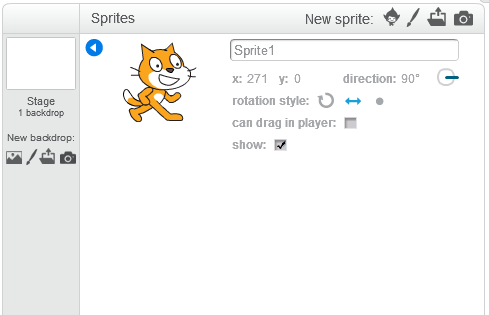 Sprites
New sprite:
Sprite1
x: 271 y: 0 direction: 90°
rotation style:
can drag in player:
show:
Stage
1 backdrop
New backdrop: